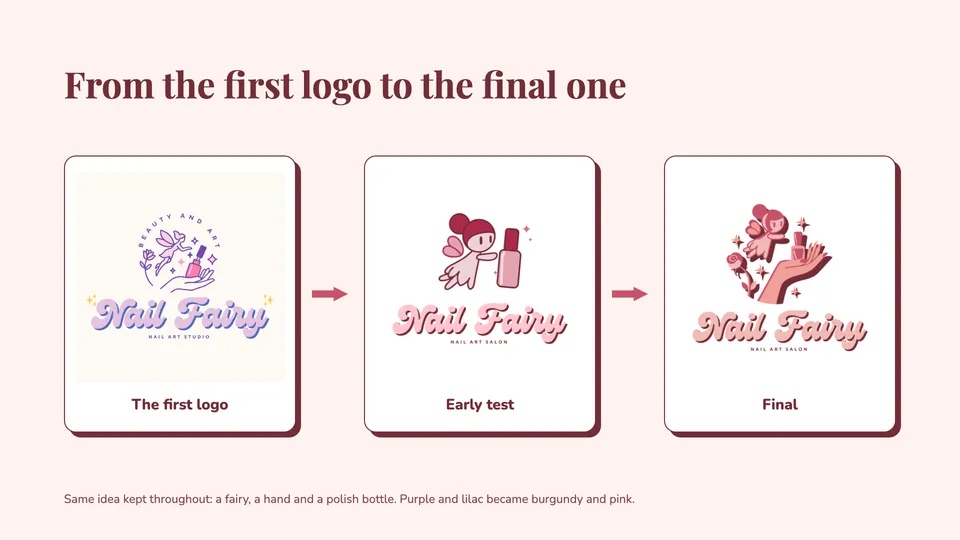 From the first logo to the final one
BEAUTY AND ART
Nail Fairy
NAIL ART STUDIO
The first logo
Nail Fairy
NAIL ART SALON
Early test
Nail Fairy
NAIL ART SALON
Final
Same idea kept throughout: a fairy, a hand and a polish bottle. Purple and lilac became burgundy and pink.